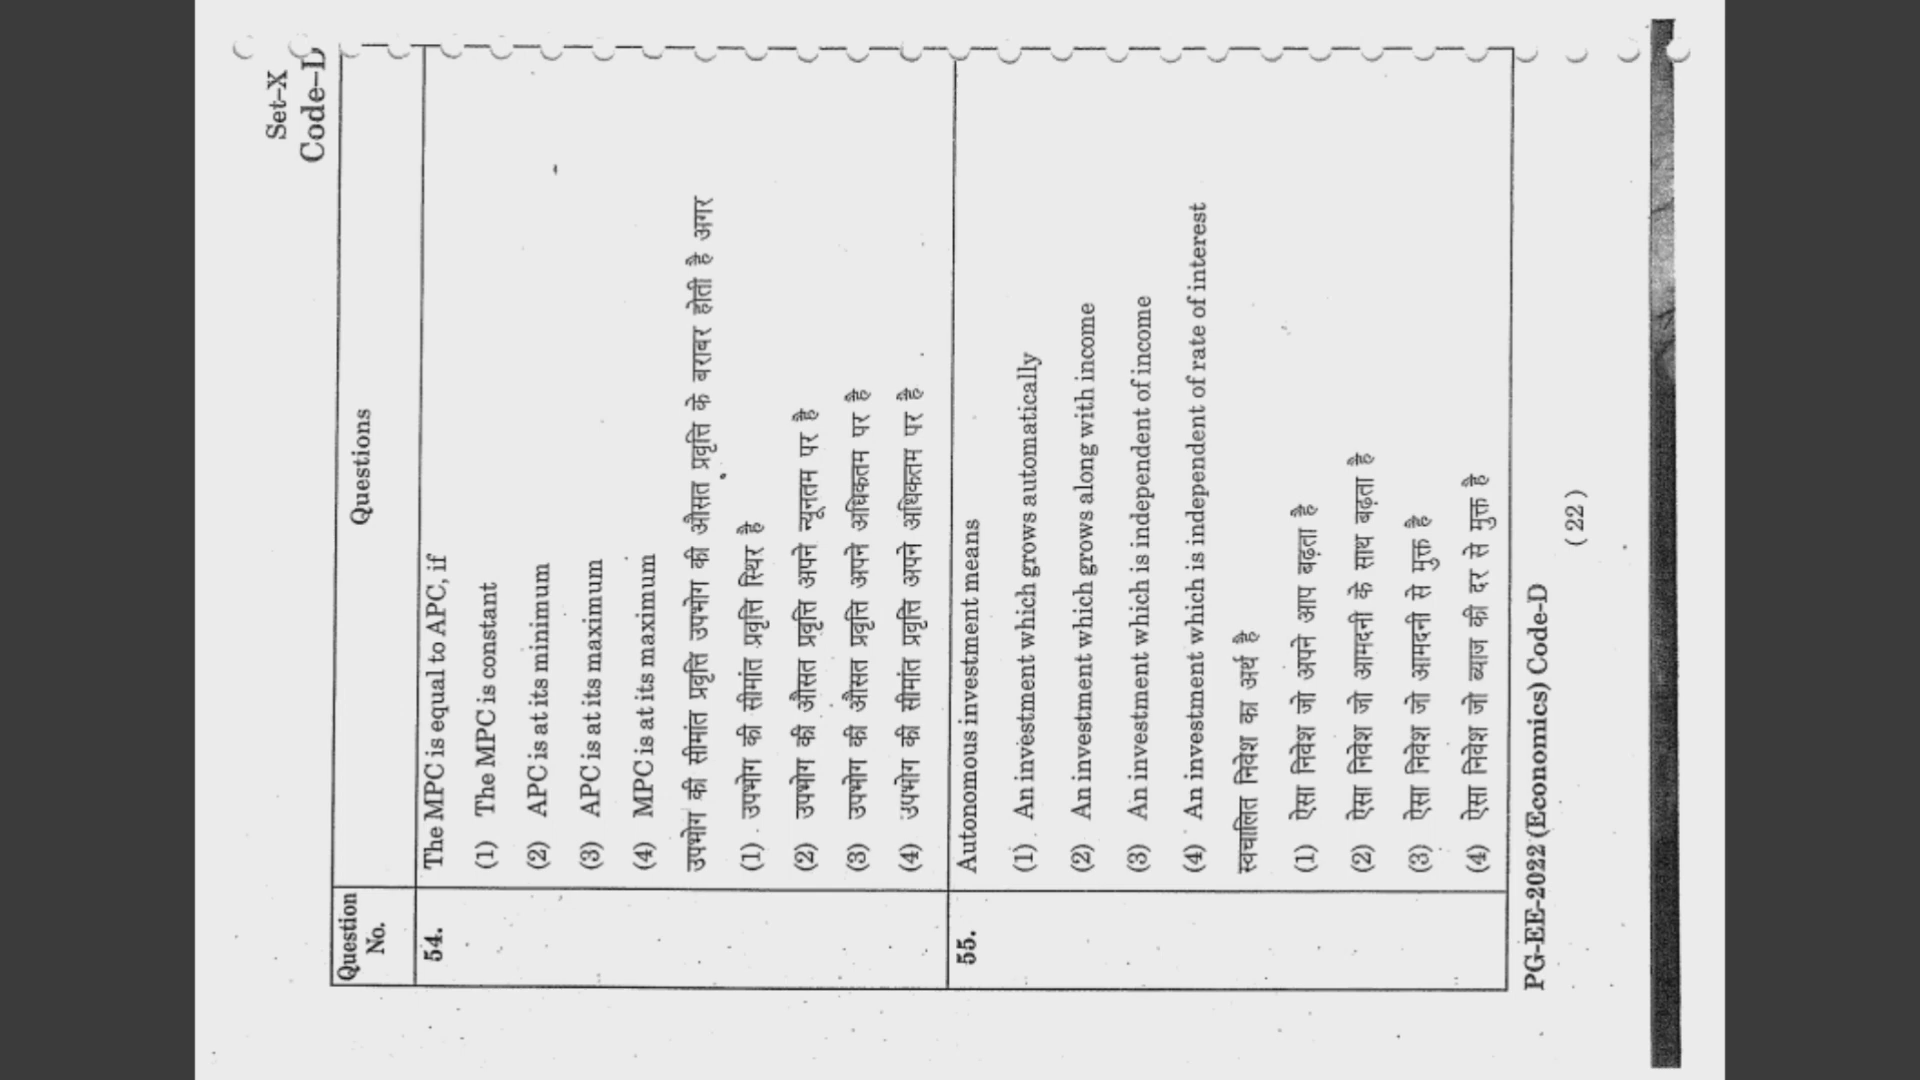 Set-X
Code-D
Question No.
Questions
54.
The MPC is equal to APC, if
(1) The MPC is constant
(2) APC is at its minimum
(3) APC is at its maximum
(4) MPC is at its maximum
उपभोग की सीमांत प्रवृत्ति उपभोग की औसत प्रवृत्ति के बराबर होती है अगर
(1) उपभोग की सीमांत प्रवृत्ति स्थिर है
(2) उपभोग की औसत प्रवृत्ति अपने न्यूनतम पर है
(3) उपभोग की औसत प्रवृत्ति अपने अधिकतम पर है
(4) उपभोग की सीमांत प्रवृत्ति अपने अधिकतम पर है
55.
Autonomous investment means
(1) An investment which grows automatically
(2) An investment which grows along with income
(3) An investment which is independent of income
(4) An investment which is independent of rate of interest
स्वचालित निवेश का अर्थ है
(1) ऐसा निवेश जो अपने आप बढ़ता है
(2) ऐसा निवेश जो आमदनी के साथ बढ़ता है
(3) ऐसा निवेश जो आमदनी से मुक्त है
(4) ऐसा निवेश जो ब्याज की दर से मुक्त है
PG-EE-2022 (Economics) Code-D
( 22 )